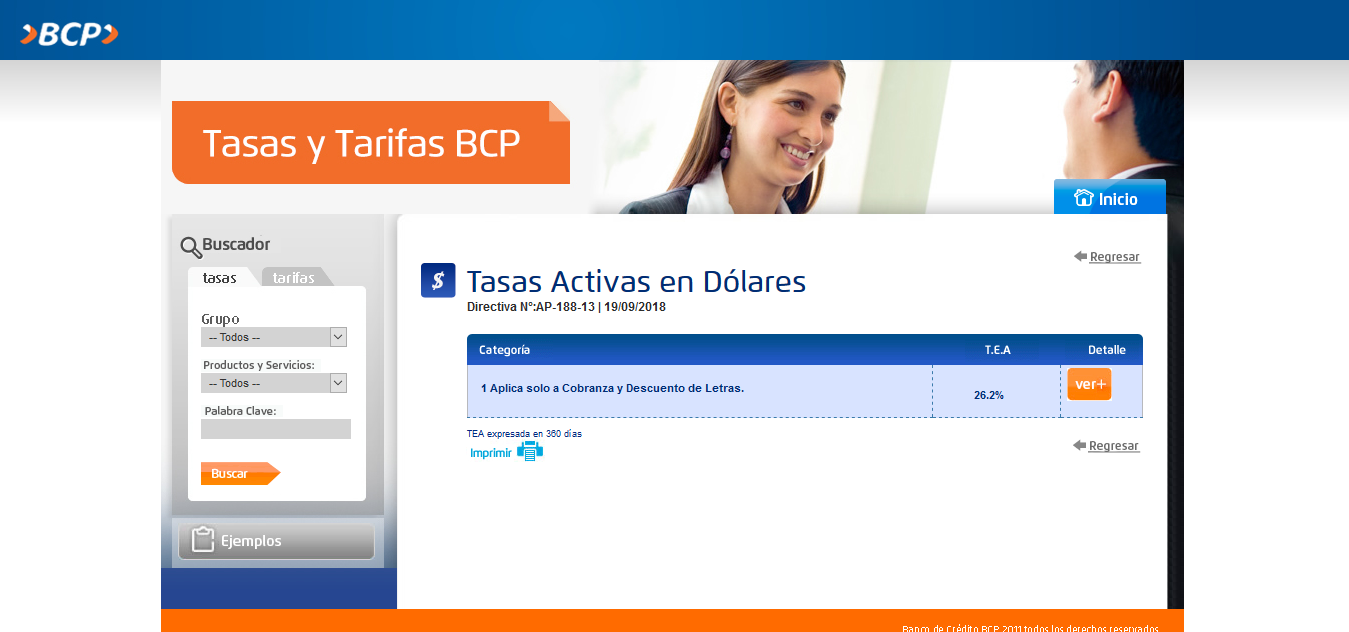 BCP
Tasas y Tarifas BCP
Inicio
Buscador
tasas tarifas
Grupo
-- Todos --
Productos y Servicios:
-- Todos --
Palabra Clave:
Buscar
Ejemplos
Regresar
$ Tasas Activas en Dólares
Directiva Nº:AP-188-13 | 19/09/2018
Categoría T.E.A Detalle
1 Aplica solo a Cobranza y Descuento de Letras. 26.2% ver+
TEA expresada en 360 días
Imprimir
Regresar
Banco de Crédito BCP 2011 todos los derechos reservados